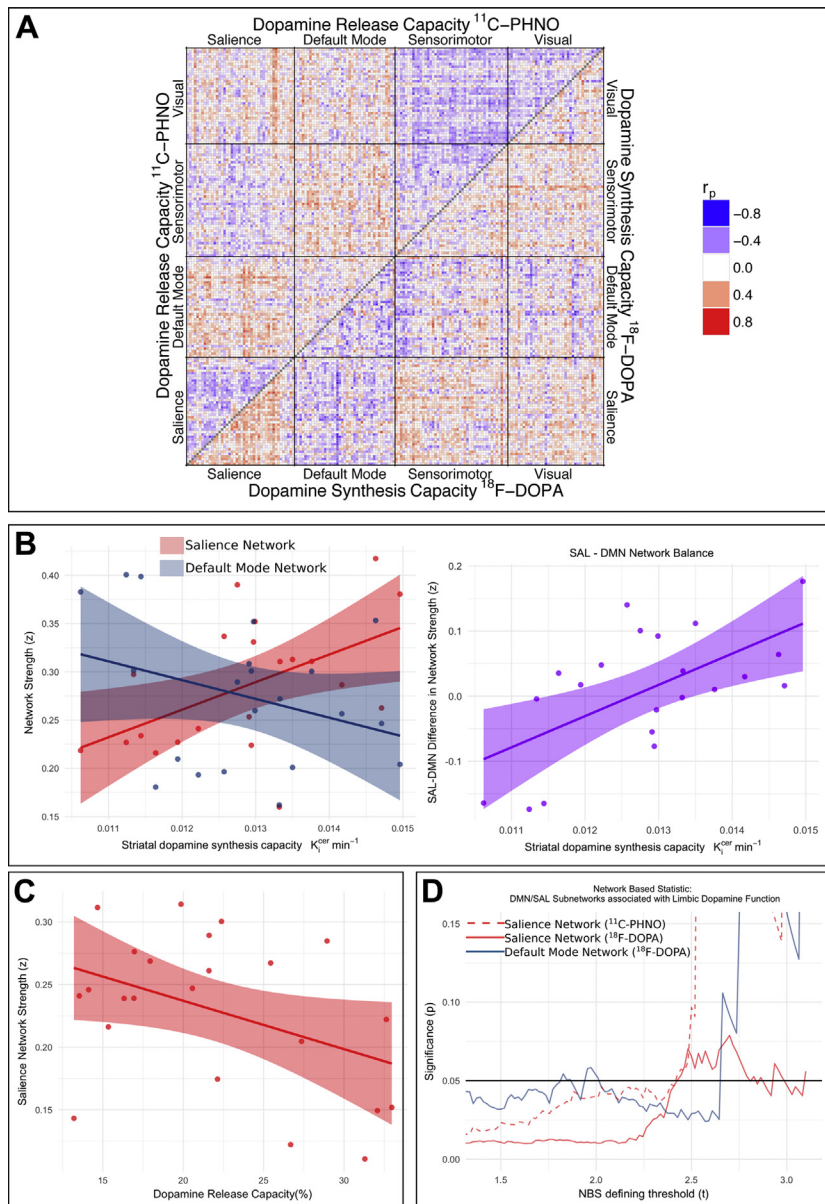 A
Dopamine Release Capacity ¹¹C–PHNO
Salience Default Mode Sensorimotor Visual
Dopamine Release Capacity ¹¹C–PHNO
Visual
Sensorimotor
Default Mode
Salience
Visual
Sensorimotor
Default Mode
Salience
Dopamine Synthesis Capacity ¹⁸F–DOPA
Salience Default Mode Sensorimotor Visual
Dopamine Synthesis Capacity ¹⁸F–DOPA
rₚ
−0.8
−0.4
0.0
0.4
0.8
B
Salience Network
Default Mode Network
Network Strength (z)
0.40
0.35
0.30
0.25
0.20
0.15
0.011 0.012 0.013 0.014 0.015
Striatal dopamine synthesis capacity Kᵢᶜᵉʳ min⁻¹
SAL - DMN Network Balance
SAL-DMN Difference in Network Strength (z)
0.2
0.1
0.0
-0.1
0.011 0.012 0.013 0.014 0.015
Striatal dopamine synthesis capacity Kᵢᶜᵉʳ min⁻¹
C
Salience Network Strength (z)
0.30
0.25
0.20
0.15
15 20 25 30
Dopamine Release Capacity(%)
D
Network Based Statistic:
DMN/SAL Subnetworks associated with Limbic Dopamine Function
Salience Network (¹¹C-PHNO)
Salience Network (¹⁸F-DOPA)
Default Mode Network (¹⁸F-DOPA)
Significance (p)
0.15
0.10
0.05
0.00
1.5 2.0 2.5 3.0
NBS defining threshold (t)